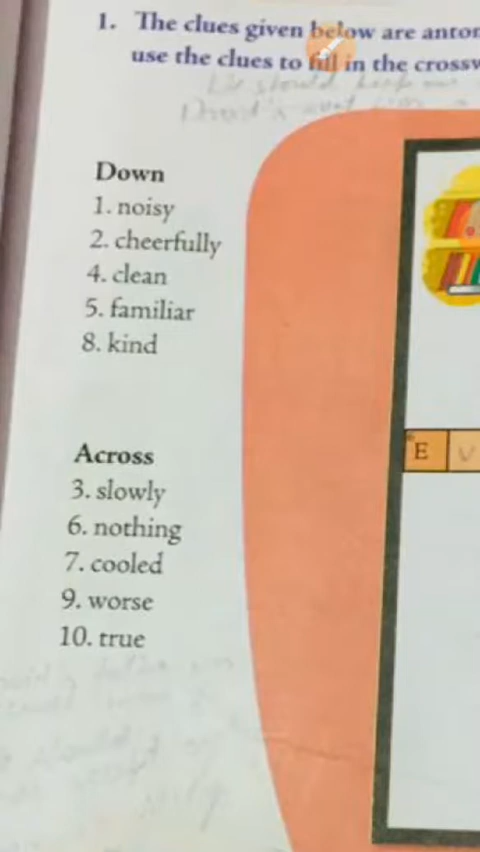 1. The clues given below are anton
use the clues to fill in the crossw
Down
1. noisy
2. cheerfully
4. clean
5. familiar
8. kind
6 E V
Across
3. slowly
6. nothing
7. cooled
9. worse
10. true